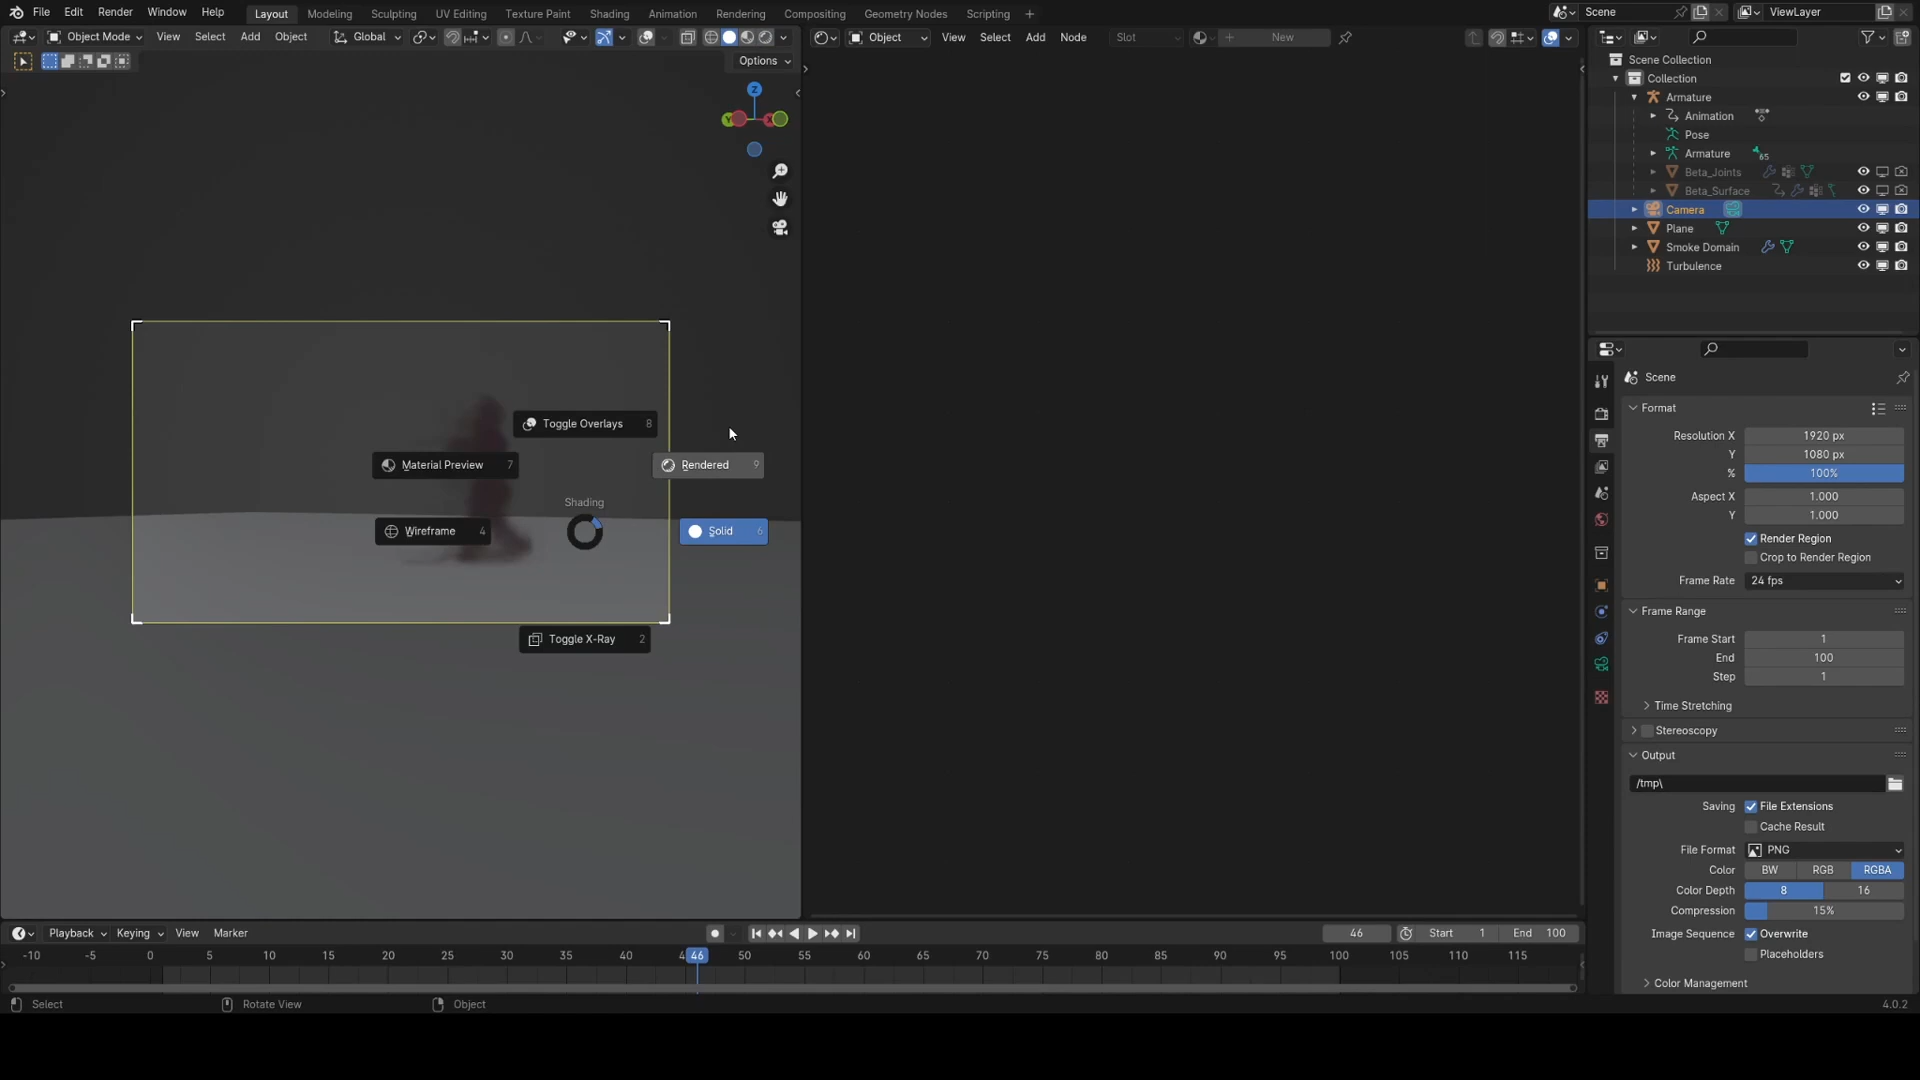 File Edit Render Window Help Layout Modeling Sculpting UV Editing Texture Paint Shading Animation Rendering Compositing Geometry Nodes Scripting + Scene ViewLayer
Object Mode View Select Add Object Global Object View Select Add Node Slot New
Options
Scene Collection
Collection
Armature
Animation
Pose
Armature 65
Beta_Joints
Beta_Surface
Camera
Plane
Smoke Domain
Turbulence
Z
Y X
Toggle Overlays 8
Material Preview 7
Rendered 9
Shading
Wireframe 4
Solid 6
Toggle X-Ray 2
Scene
Format
Resolution X 1920 px
Y 1080 px
% 100%
Aspect X 1.000
Y 1.000
Render Region
Crop to Render Region
Frame Rate 24 fps
Frame Range
Frame Start 1
End 100
Step 1
Time Stretching
Stereoscopy
Output
/tmp\
Saving File Extensions
Cache Result
File Format PNG
Color BW RGB RGBA
Color Depth 8 16
Compression 15%
Image Sequence Overwrite
Placeholders
Color Management
Playback Keying View Marker 46 Start 1 End 100
-10 -5 0 5 10 15 20 25 30 35 40 46 50 55 60 65 70 75 80 85 90 95 100 105 110 115
Select Rotate View Object 4.0.2